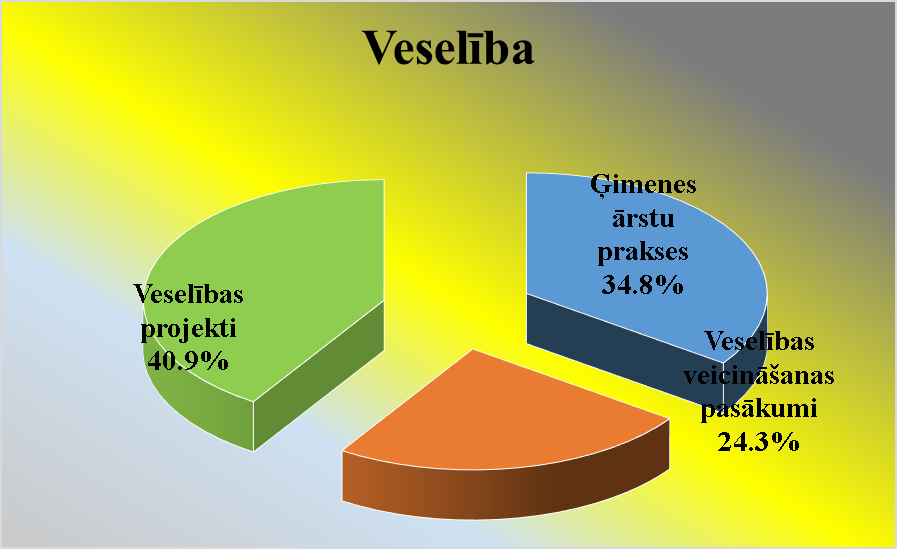 Veselība
Ģimenes
ārstu
prakses
34.8%
Veselības
veicināšanas
pasākumi
24.3%
Veselības
projekti
40.9%